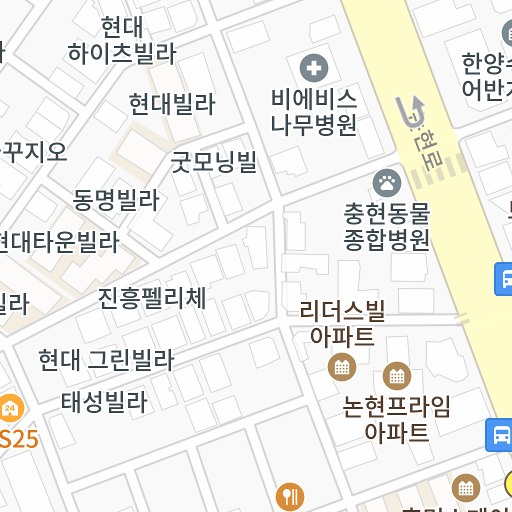 현대
하이츠빌라
비에비스
나무병원
현대빌라
굿모닝빌
꾸지오
동명빌라
현대타운빌라
충현동물
종합병원
진흥펠리체
빌라
리더스빌
아파트
현대 그린빌라
태성빌라
논현프라임
아파트
24
S25
한양수
어반
현로